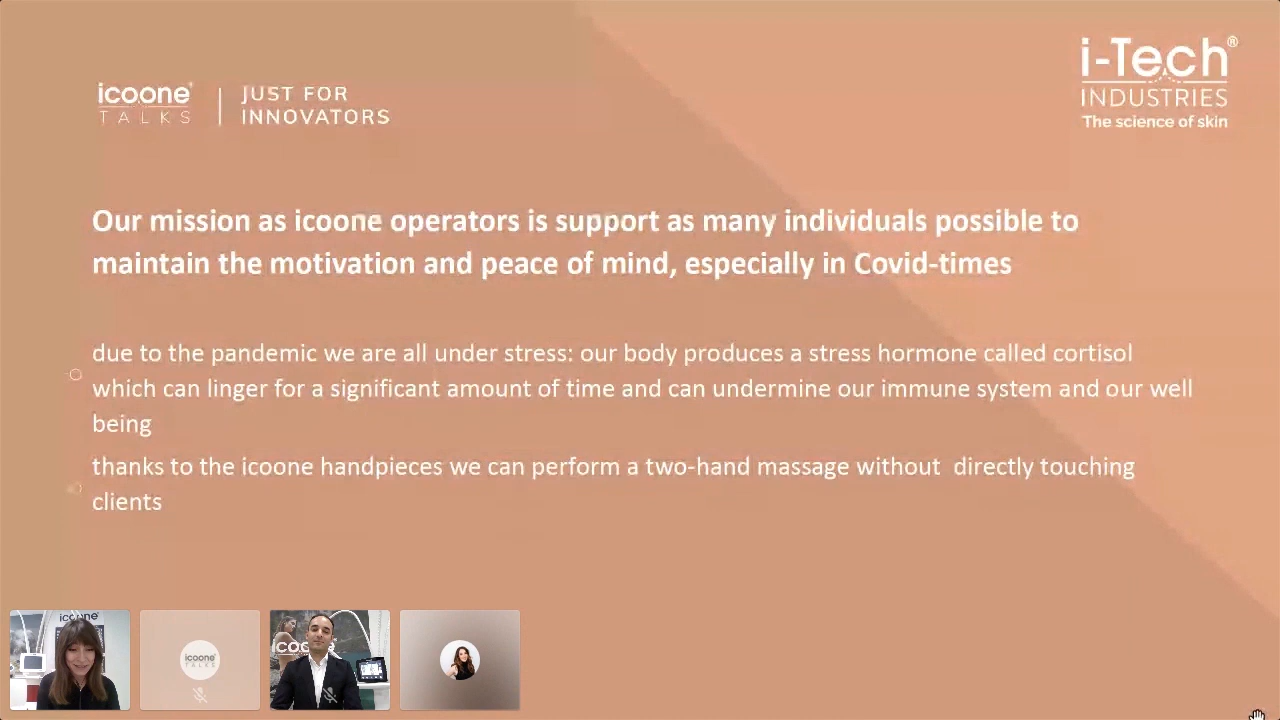 icoone®
TALKS
JUST FOR
INNOVATORS
i-Tech®
INDUSTRIES
The science of skin
Our mission as icoone operators is support as many individuals possible to
maintain the motivation and peace of mind, especially in Covid-times
due to the pandemic we are all under stress: our body produces a stress hormone called cortisol
which can linger for a significant amount of time and can undermine our immune system and our well
being
thanks to the icoone handpieces we can perform a two-hand massage without directly touching
clients
icoone
icoone
TALKS
icoone